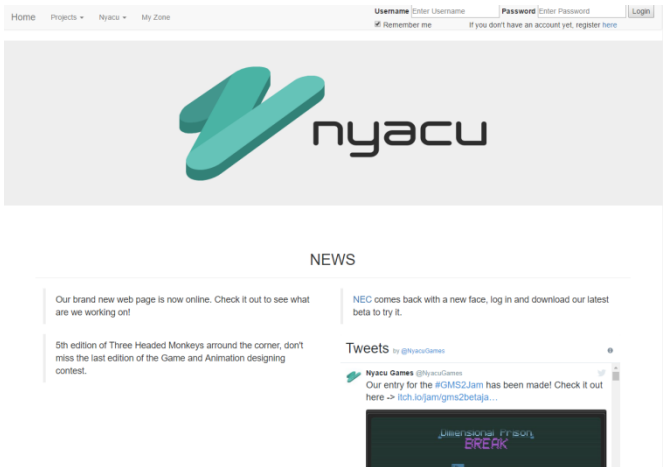 Home Projects Nyacu My Zone
Username Enter Username Password Enter Password Login
Remember me If you don't have an account yet, register here
nyacu
NEWS
Our brand new web page is now online. Check it out to see what
are we working on!
5th edition of Three Headed Monkeys arround the corner, don't
miss the last edition of the Game and Animation designing
contest.
NEC comes back with a new face, log in and download our latest
beta to try it.
Tweets by @NyacuGames
Nyacu Games @NyacuGames
Our entry for the #GMS2Jam has been made! Check it out
here -> itch.io/jam/gms2betaja…
Dimensional Prison
BREAK